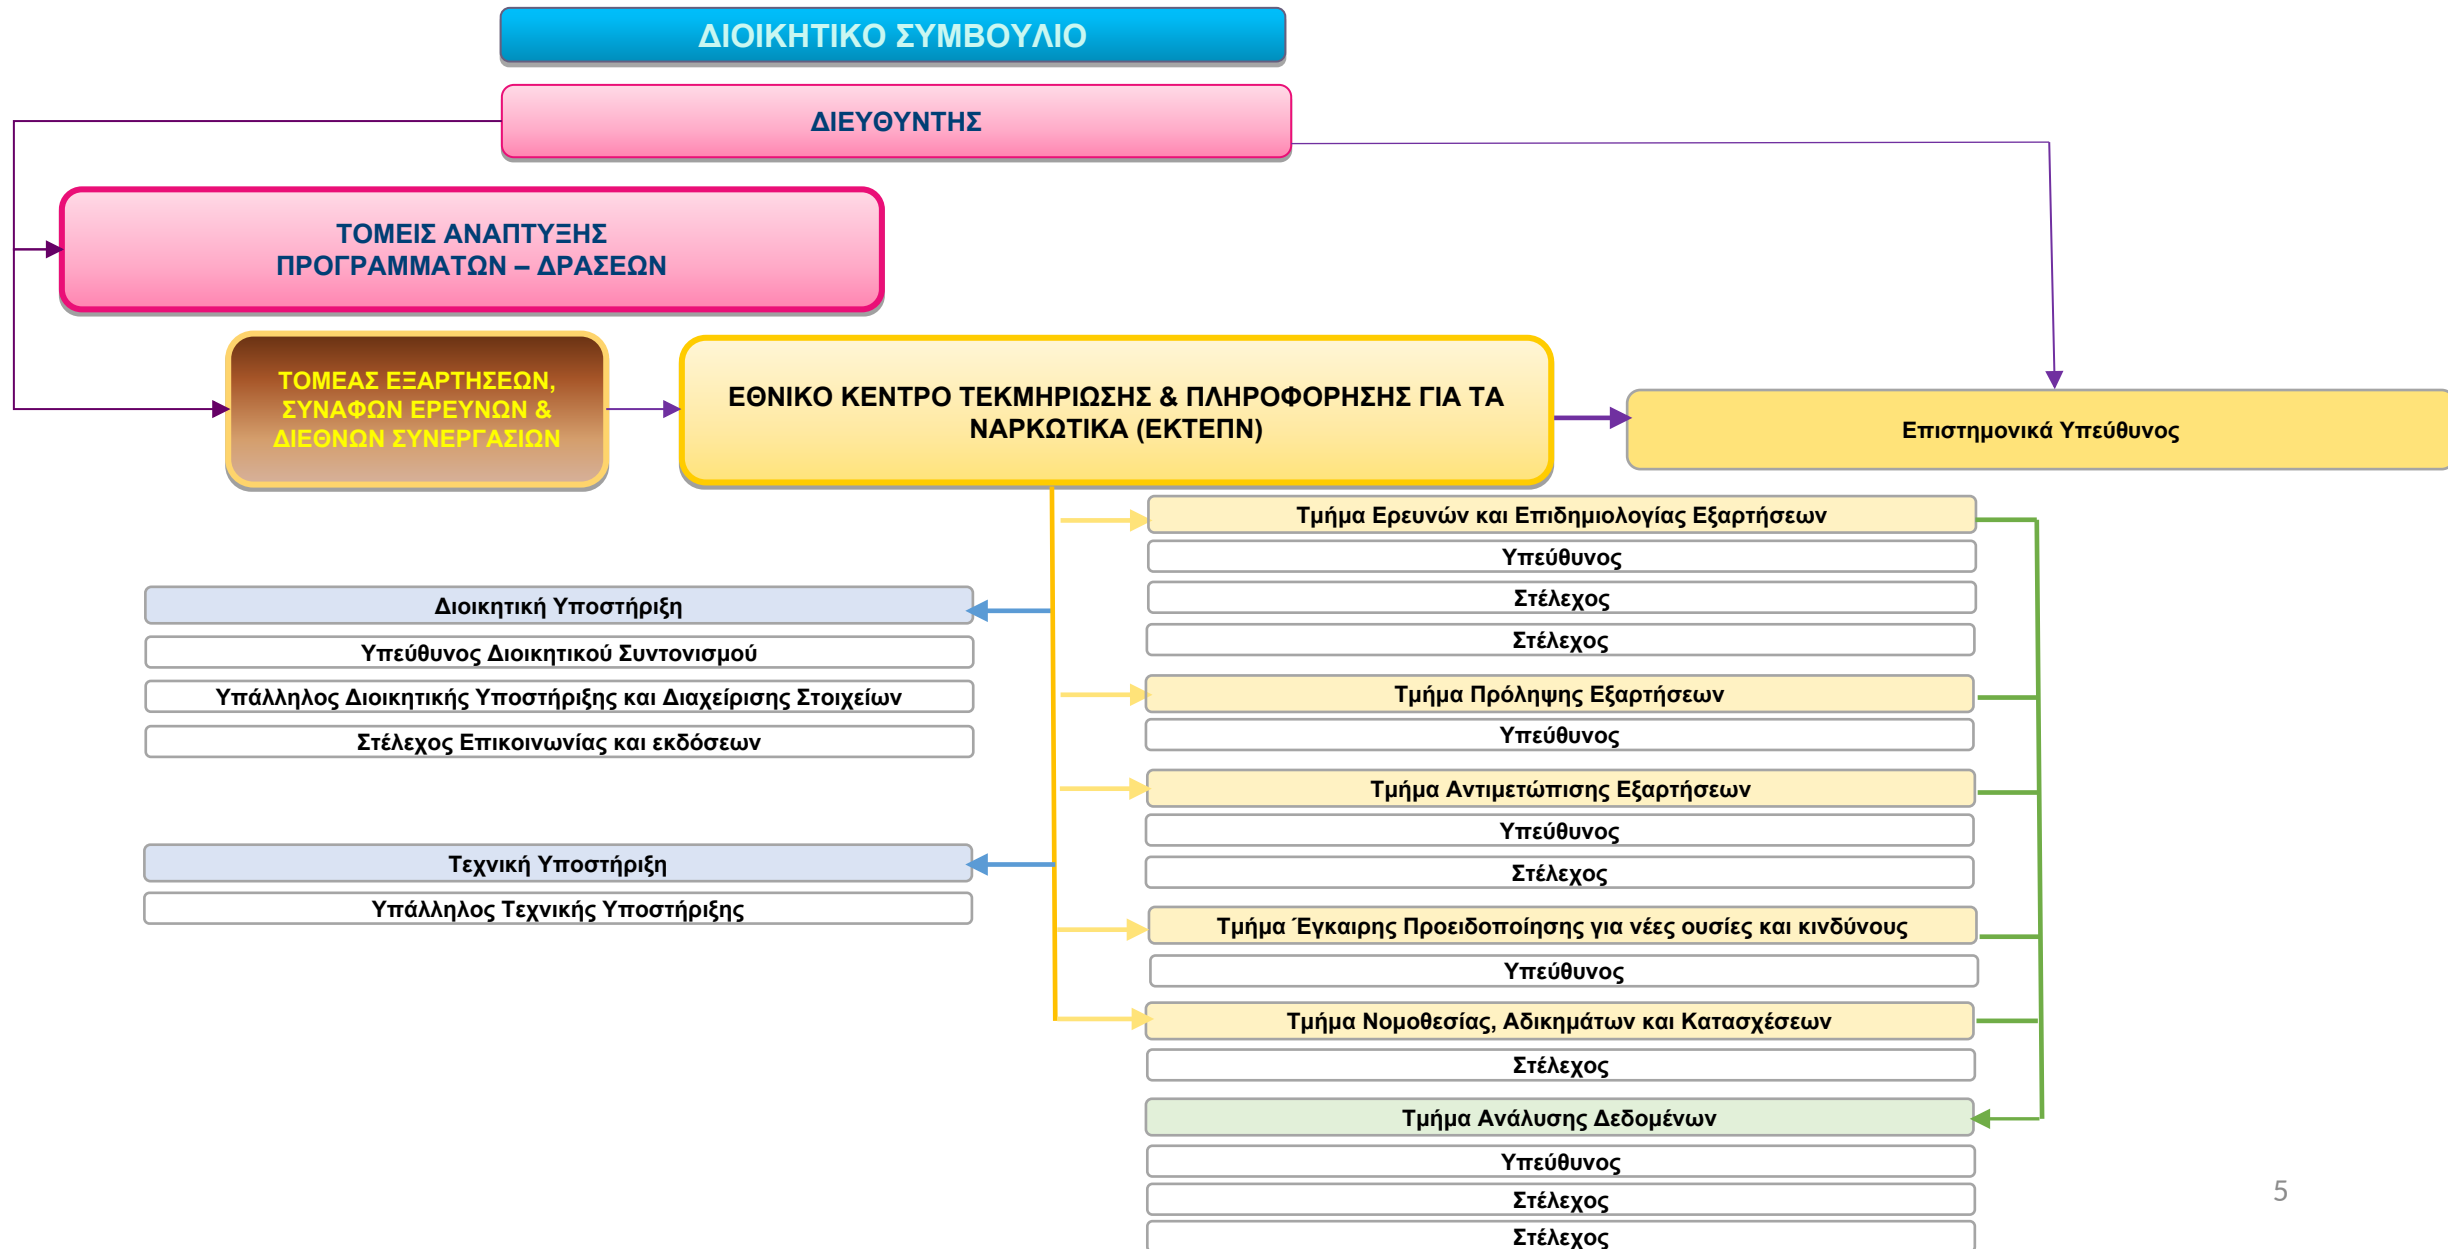 ΔΙΟΙΚΗΤΙΚΟ ΣΥΜΒΟΥΛΙΟ
ΔΙΕΥΘΥΝΤΗΣ
ΤΟΜΕΙΣ ΑΝΑΠΤΥΞΗΣ
ΠΡΟΓΡΑΜΜΑΤΩΝ – ΔΡΑΣΕΩΝ
ΤΟΜΕΑΣ ΕΞΑΡΤΗΣΕΩΝ,
ΣΥΝΑΦΩΝ ΕΡΕΥΝΩΝ &
ΔΙΕΘΝΩΝ ΣΥΝΕΡΓΑΣΙΩΝ
ΕΘΝΙΚΟ ΚΕΝΤΡΟ ΤΕΚΜΗΡΙΩΣΗΣ & ΠΛΗΡΟΦΟΡΗΣΗΣ ΓΙΑ ΤΑ
ΝΑΡΚΩΤΙΚΑ (ΕΚΤΕΠΝ)
Επιστημονικά Υπεύθυνος
Διοικητική Υποστήριξη
Υπεύθυνος Διοικητικού Συντονισμού
Υπάλληλος Διοικητικής Υποστήριξης και Διαχείρισης Στοιχείων
Στέλεχος Επικοινωνίας και εκδόσεων
Τεχνική Υποστήριξη
Υπάλληλος Τεχνικής Υποστήριξης
Τμήμα Ερευνών και Επιδημιολογίας Εξαρτήσεων
Υπεύθυνος
Στέλεχος
Στέλεχος
Τμήμα Πρόληψης Εξαρτήσεων
Υπεύθυνος
Τμήμα Αντιμετώπισης Εξαρτήσεων
Υπεύθυνος
Στέλεχος
Τμήμα Έγκαιρης Προειδοποίησης για νέες ουσίες και κινδύνους
Υπεύθυνος
Τμήμα Νομοθεσίας, Αδικημάτων και Κατασχέσεων
Στέλεχος
Τμήμα Ανάλυσης Δεδομένων
Υπεύθυνος
Στέλεχος
Στέλεχος
5